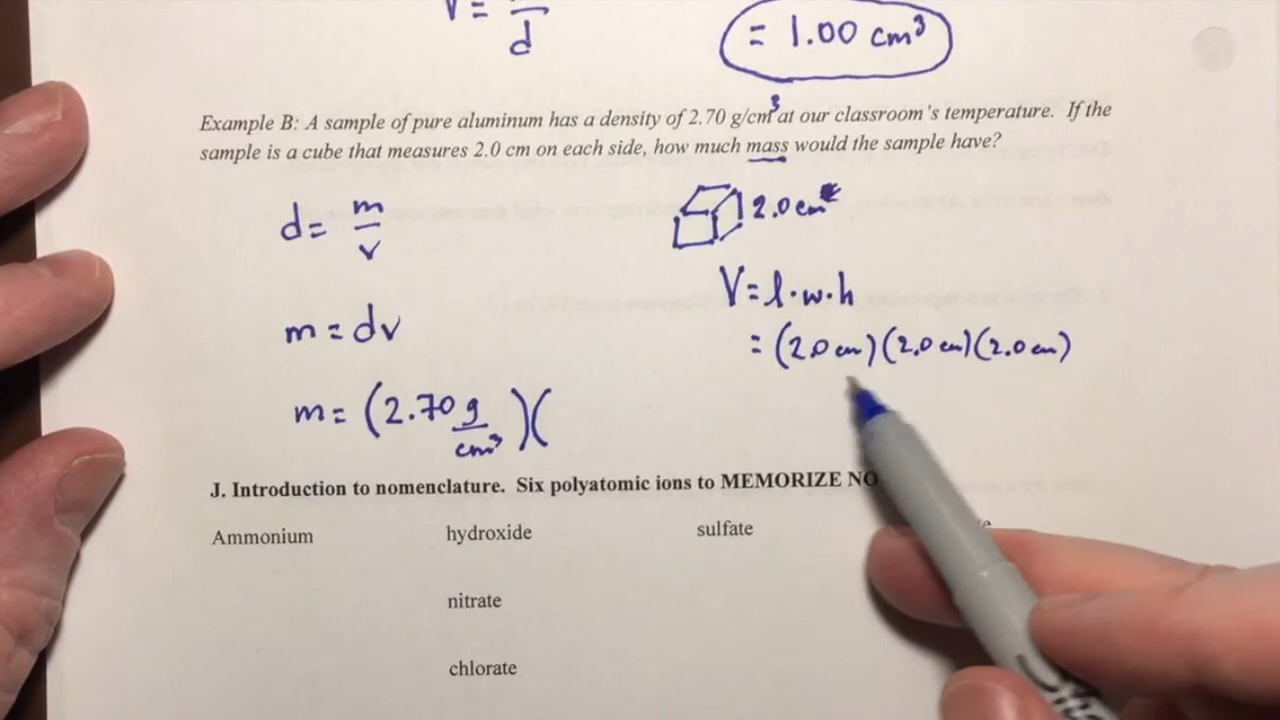 V = /d
= 1.00 cm³
Example B: A sample of pure aluminum has a density of 2.70 g/cm³ at our classroom's temperature. If the
sample is a cube that measures 2.0 cm on each side, how much mass would the sample have?
d = m/v
2.0 cm
V = l·w·h
m = dv
= (2.0 cm)(2.0 cm)(2.0 cm)
m = (2.70 g/cm³)(
J. Introduction to nomenclature. Six polyatomic ions to MEMORIZE
Ammonium hydroxide sulfate
nitrate
chlorate